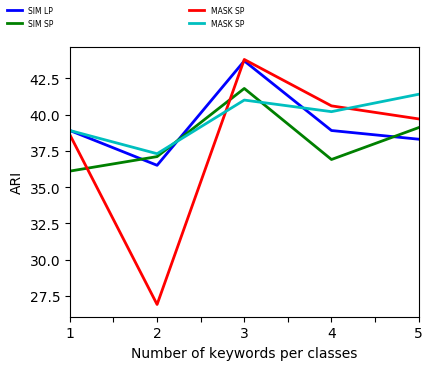 SIM LP
MASK SP
SIM SP
MASK SP
42.5
40.0
37.5
35.0
32.5
30.0
27.5
ARI
1 2 3 4 5
Number of keywords per classes